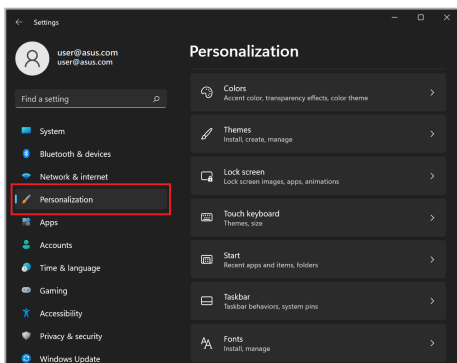 Settings
user@asus.com
user@asus.com
Find a setting
System
Bluetooth & devices
Network & internet
Personalization
Apps
Accounts
Time & language
Gaming
Accessibility
Privacy & security
Windows Update
Personalization
Colors
Accent color, transparency effects, color theme
Themes
Install, create, manage
Lock screen
Lock screen images, apps, animations
Touch keyboard
Themes, size
Start
Recent apps and items, folders
Taskbar
Taskbar behaviors, system pins
Fonts
Install, manage